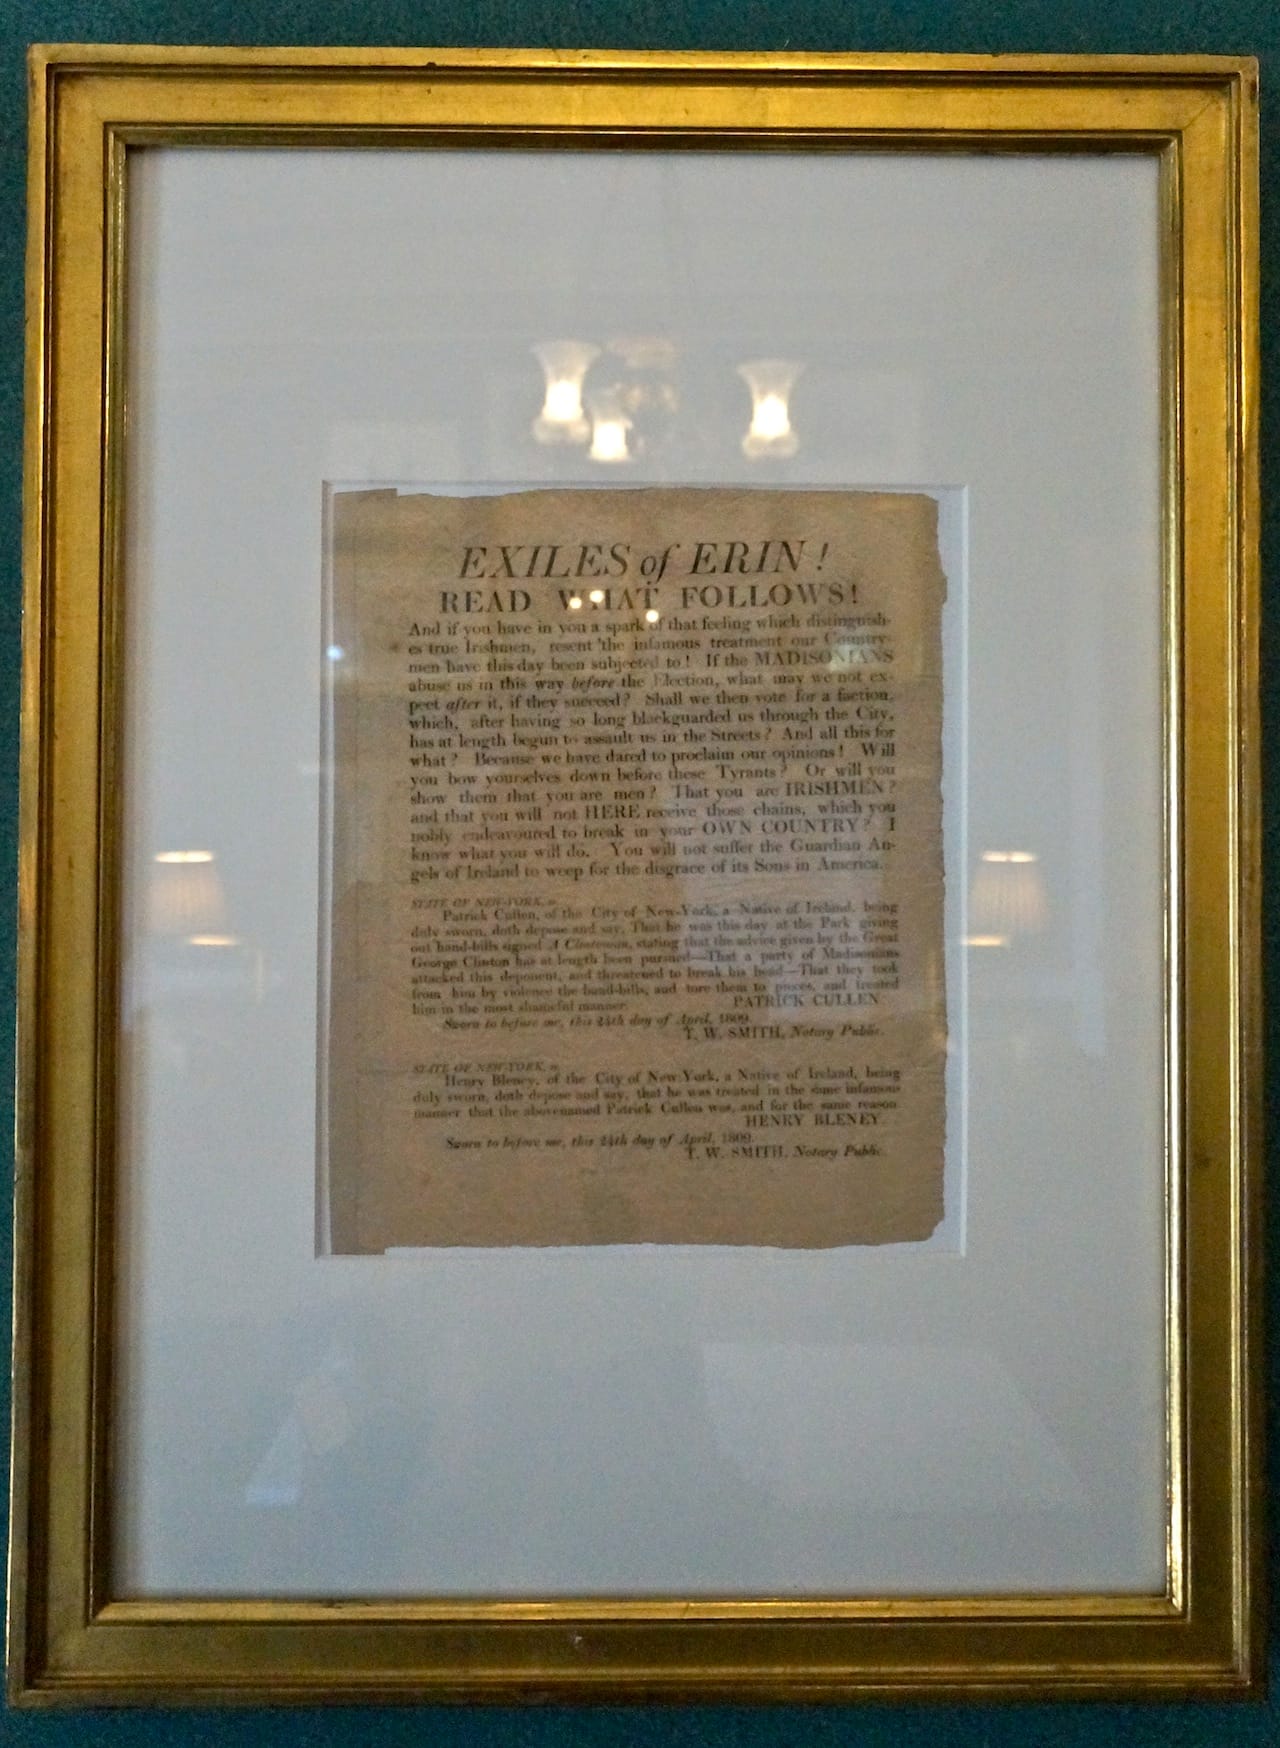 EXILES of ERIN!
READ WHAT FOLLOWS!
And if you have in you a spark of that feeling which distinguish-
es true Irishmen, resent the infamous treatment our Country-
men have this day been subjected to! If the MADISONIANS
abuse us in this way before the Election, what may we not ex-
pect after it, if they succeed? Shall we then vote for a faction,
which, after having so long blackguarded us through the City,
has at length begun to assault us in the Streets? And all this for
what? Because we have dared to proclaim our opinions! Will
you bow yourselves down before these Tyrants? Or will you
show them that you are men? That you are IRISHMEN?
and that you will not HERE receive those chains, which you
nobly endeavoured to break in your OWN COUNTRY? I
know what you will do. You will not suffer the Guardian An-
gels of Ireland to weep for the disgrace of its Sons in America.
STATE OF NEW-YORK, ss.
Patrick Cullen, of the City of New-York, a Native of Ireland, being
duly sworn, doth depose and say, That he was this day at the Park giving
out hand-bills signed A Clintonian, stating that the advice given by the Great
George Clinton has at length been pursued—That a party of Madisonians
attacked this deponent, and threatened to break his head—That they took
from him by violence the hand-bills, and tore them to pieces, and treated
him in the most shameful manner. PATRICK CULLEN.
Sworn to before me, this 24th day of April, 1809.
T. W. SMITH, Notary Public.
STATE OF NEW-YORK, ss.
Henry Bleney, of the City of New-York, a Native of Ireland, being
duly sworn, doth depose and say, that he was treated in the same infamous
manner that the abovenamed Patrick Cullen was, and for the same reason.
HENRY BLENEY.
Sworn to before me, this 24th day of April, 1809.
T. W. SMITH, Notary Public.